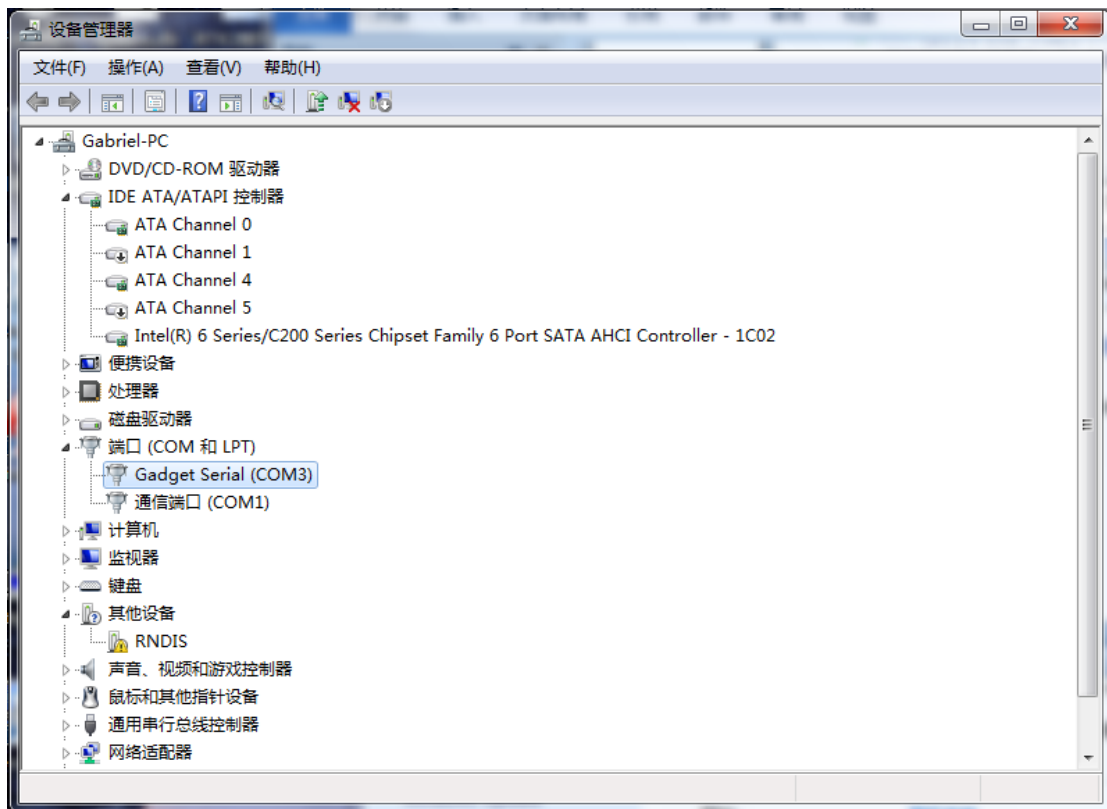 设备管理器
文件(F) 操作(A) 查看(V) 帮助(H)
Gabriel-PC
DVD/CD-ROM 驱动器
IDE ATA/ATAPI 控制器
ATA Channel 0
ATA Channel 1
ATA Channel 4
ATA Channel 5
Intel(R) 6 Series/C200 Series Chipset Family 6 Port SATA AHCI Controller - 1C02
便携设备
处理器
磁盘驱动器
端口 (COM 和 LPT)
Gadget Serial (COM3)
通信端口 (COM1)
计算机
监视器
键盘
其他设备
RNDIS
声音、视频和游戏控制器
鼠标和其他指针设备
通用串行总线控制器
网络适配器